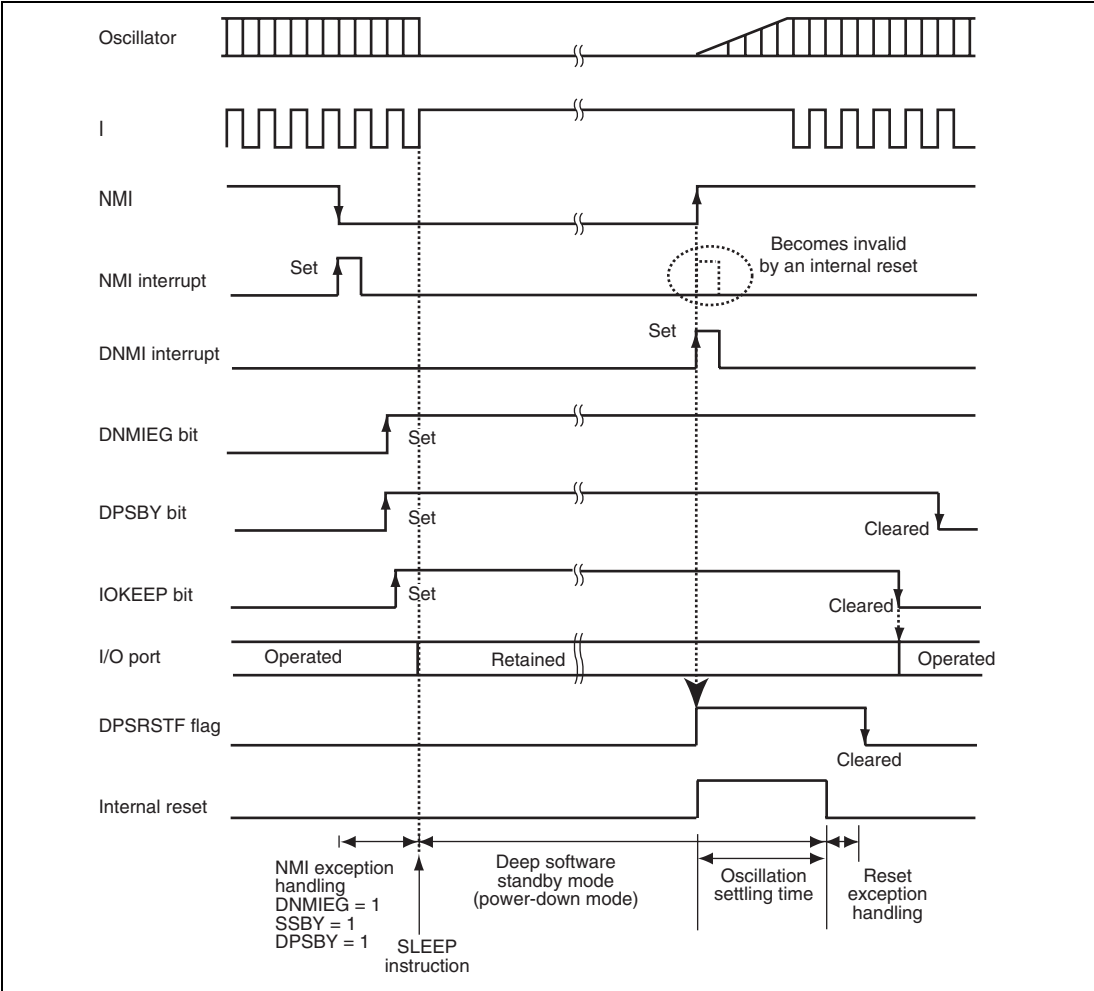 Oscillator
I
NMI
Becomes invalid
by an internal reset
NMI interrupt
Set
Set
DNMI interrupt
DNMIEG bit
Set
DPSBY bit
Set
Cleared
IOKEEP bit
Set
Cleared
I/O port
Operated
Retained
Operated
DPSRSTF flag
Cleared
Internal reset
NMI exception
handling
DNMIEG = 1
SSBY = 1
DPSBY = 1
SLEEP
instruction
Deep software
standby mode
(power-down mode)
Oscillation
settling time
Reset
exception
handling